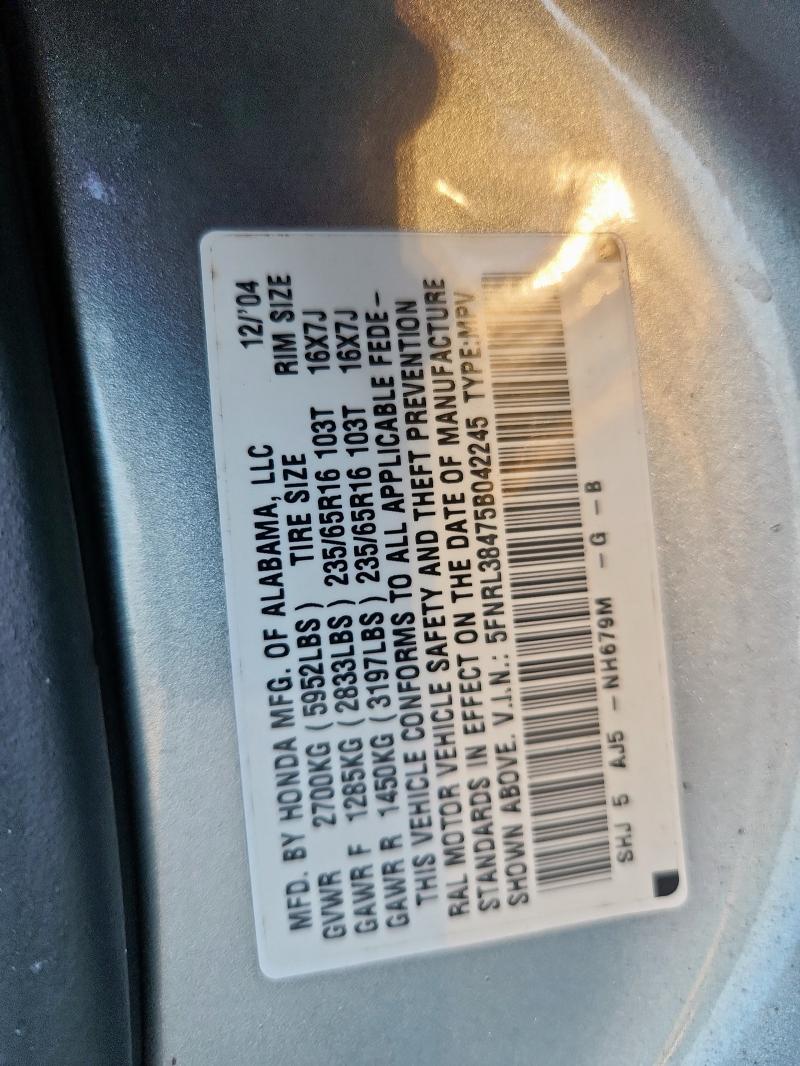 MFD. BY HONDA MFG. OF ALABAMA, LLC 12/'04
GVWR 2700KG (5952LBS) TIRE SIZE RIM SIZE
GAWR F 1285KG (2833LBS) 235/65R16 103T 16X7J
GAWR R 1450KG (3197LBS) 235/65R16 103T 16X7J
THIS VEHICLE CONFORMS TO ALL APPLICABLE FEDE-
RAL MOTOR VEHICLE SAFETY AND THEFT PREVENTION
STANDARDS IN EFFECT ON THE DATE OF MANUFACTURE
SHOWN ABOVE. V.I.N.: 5FNRL38475B042245 TYPE:MPV
SHJ 5 AJ5 -NH679M -G -B